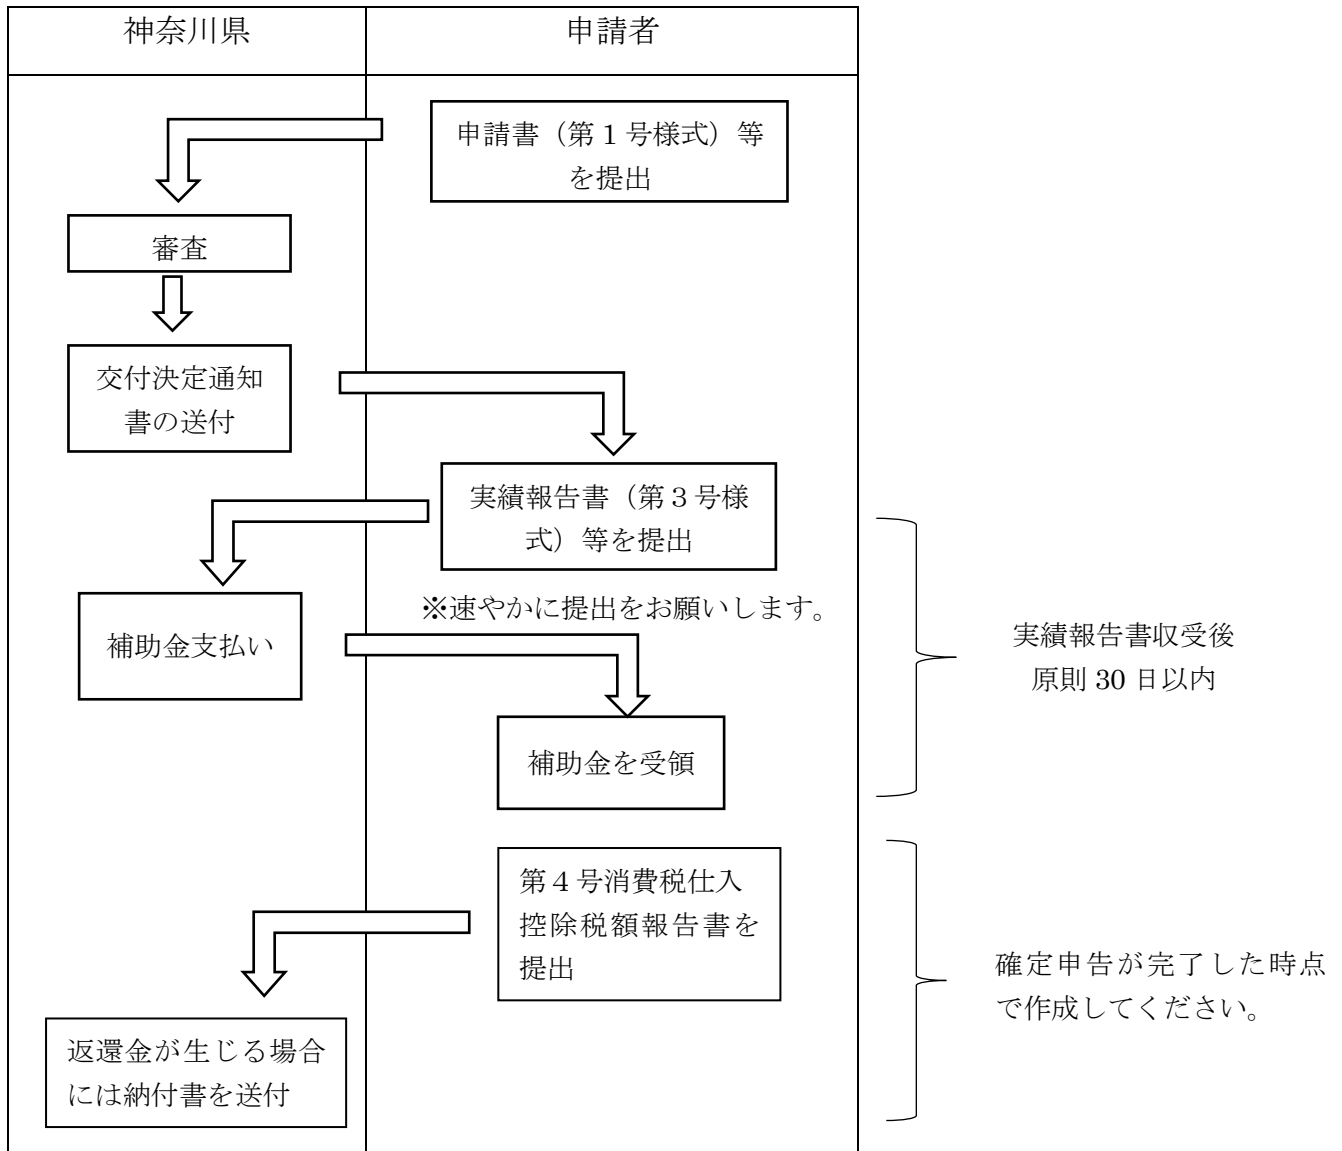 神奈川県
申請者
申請書（第１号様式）等
を提出
審査
交付決定通知
書の送付
実績報告書（第３号様
式）等を提出
※速やかに提出をお願いします。
補助金支払い
実績報告書収受後
原則 30 日以内
補助金を受領
第４号消費税仕入
控除税額報告書を
提出
確定申告が完了した時点
で作成してください。
返還金が生じる場合
には納付書を送付